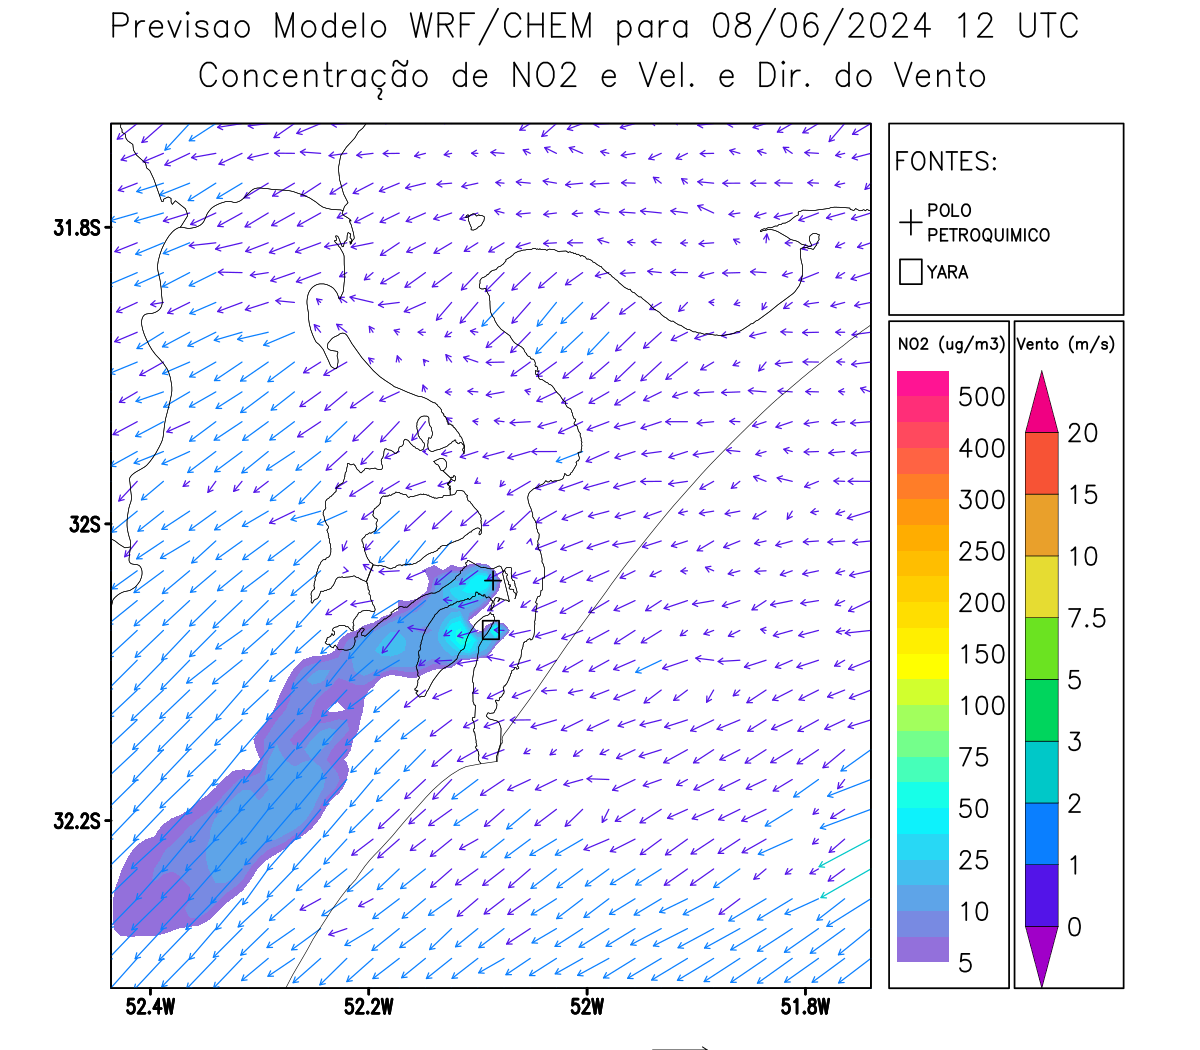 Previsao Modelo WRF/CHEM para 08/06/2024 12 UTC
Concentração de NO2 e Vel. e Dir. do Vento
FONTES:
POLO
PETROQUIMICO
YARA
NO2 (ug/m3)
500
400
300
250
200
150
100
75
50
25
10
5
Vento (m/s)
20
15
10
7.5
5
3
2
1
0
31.8S
32S
32.2S
52.4W
52.2W
52W
51.8W